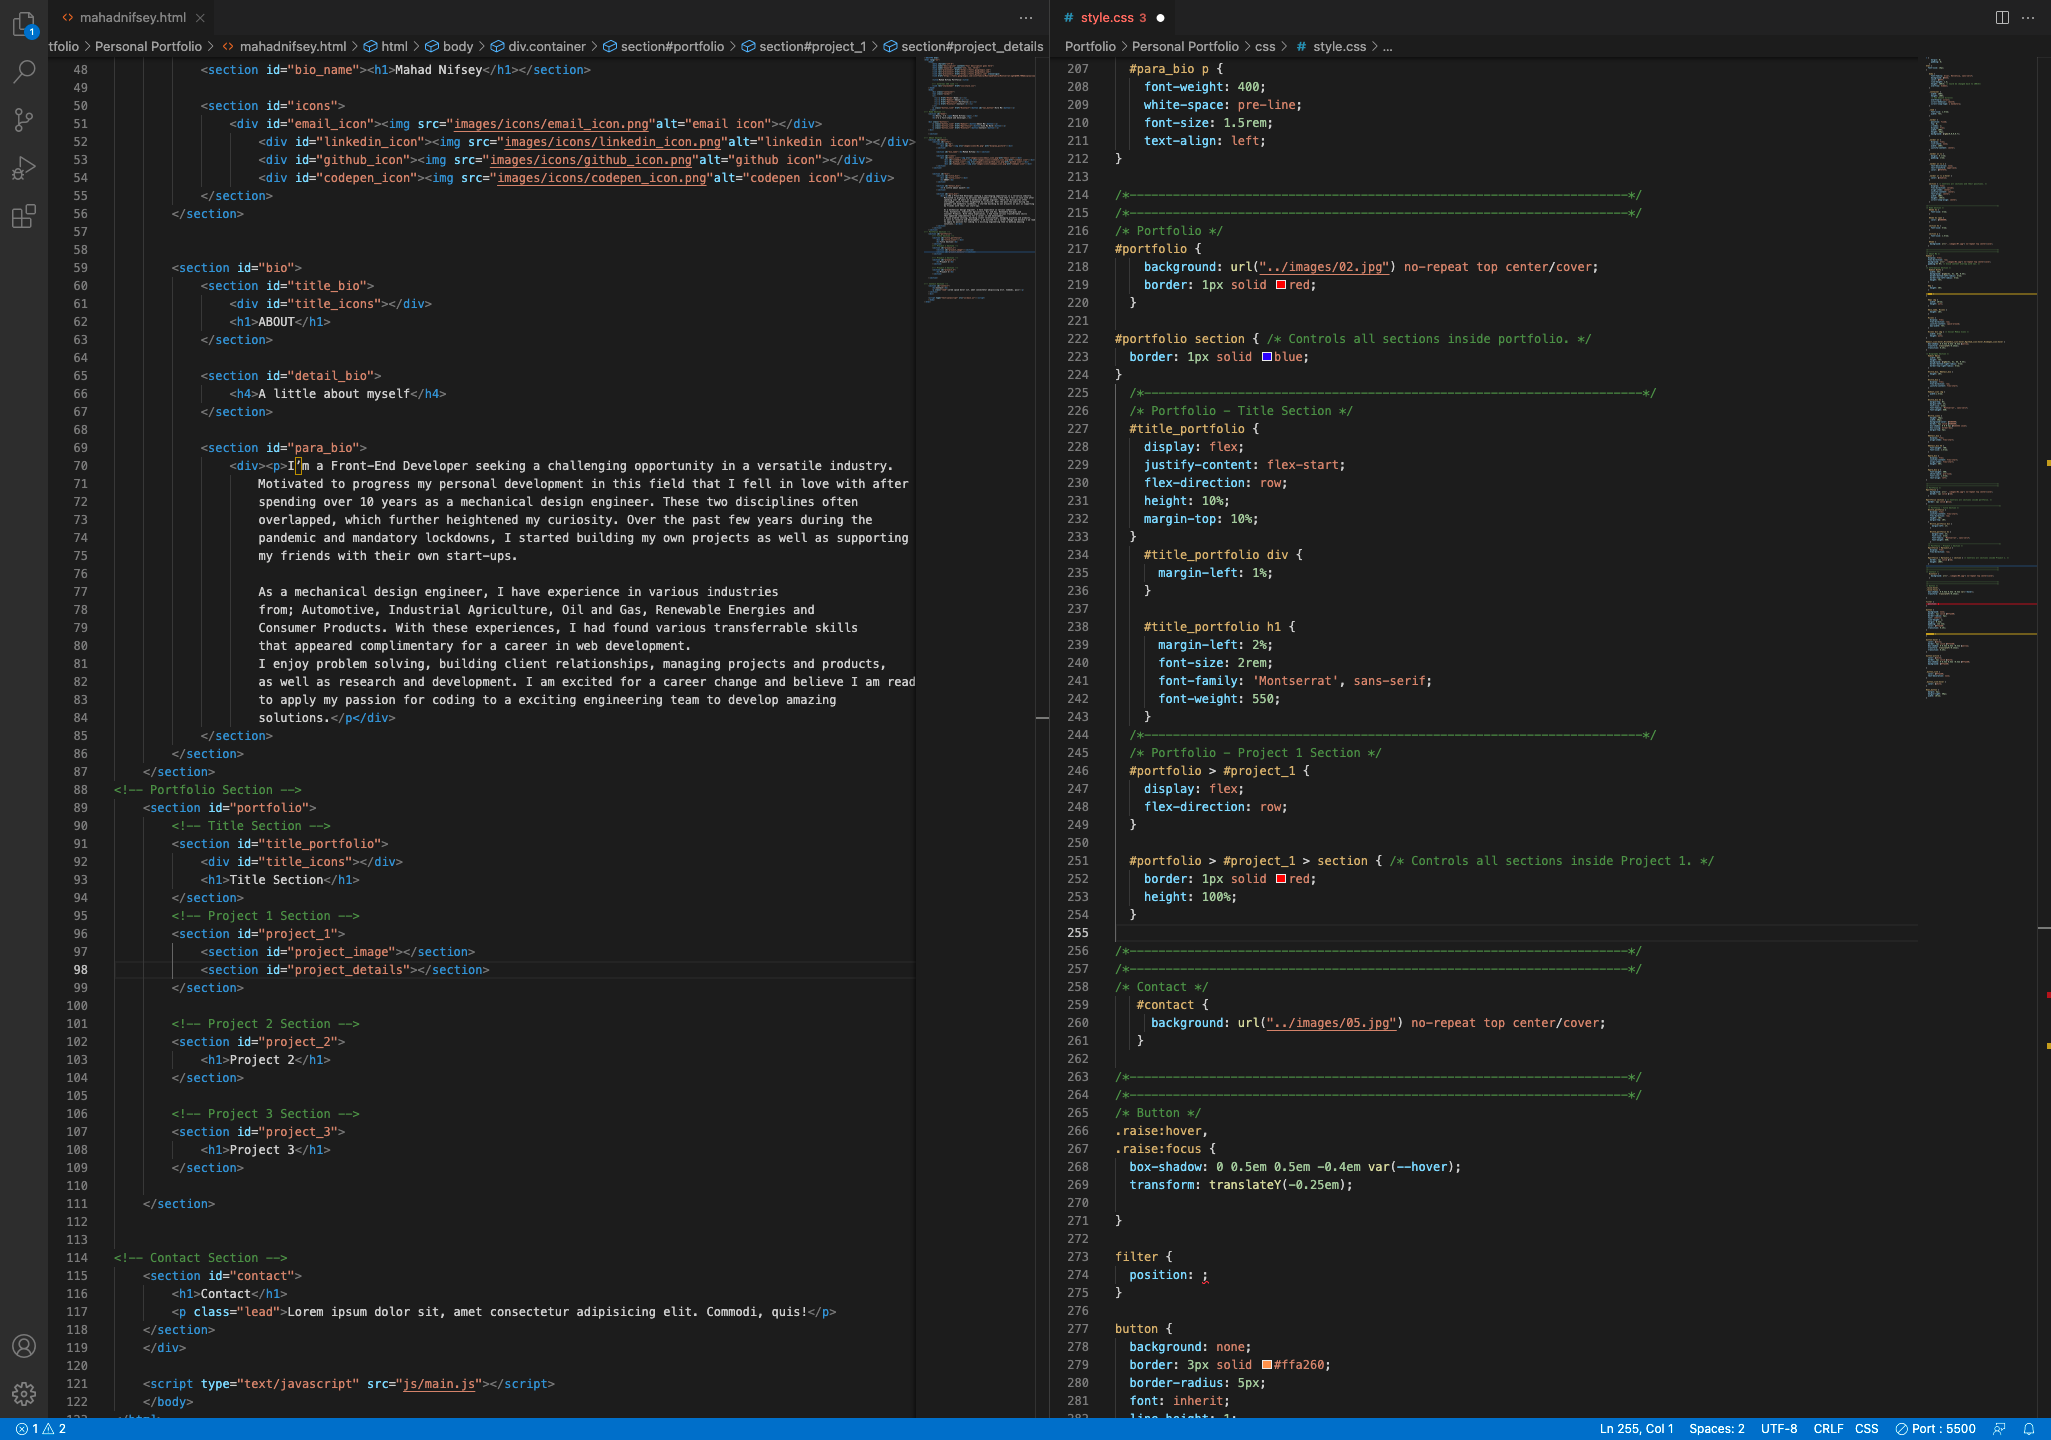 mahadnifsey.html
tfolio > Personal Portfolio > mahadnifsey.html > html > body > div.container > section#portfolio > section#project_1 > section#project_details
48 <section id="bio_name"><h1>Mahad Nifsey</h1></section>
49
50 <section id="icons">
51 <div id="email_icon"><img src="images/icons/email_icon.png"alt="email icon"></div>
52 <div id="linkedin_icon"><img src="images/icons/linkedin_icon.png"alt="linkedin icon"></div>
53 <div id="github_icon"><img src="images/icons/github_icon.png"alt="github icon"></div>
54 <div id="codepen_icon"><img src="images/icons/codepen_icon.png"alt="codepen icon"></div>
55 </section>
56 </section>
57
58
59 <section id="bio">
60 <section id="title_bio">
61 <div id="title_icons"></div>
62 <h1>ABOUT</h1>
63 </section>
64
65 <section id="detail_bio">
66 <h4>A little about myself</h4>
67 </section>
68
69 <section id="para_bio">
70 <div><p>I’m a Front-End Developer seeking a challenging opportunity in a versatile industry.
71 Motivated to progress my personal development in this field that I fell in love with after
72 spending over 10 years as a mechanical design engineer. These two disciplines often
73 overlapped, which further heightened my curiosity. Over the past few years during the
74 pandemic and mandatory lockdowns, I started building my own projects as well as supporting
75 my friends with their own start-ups.
76
77 As a mechanical design engineer, I have experience in various industries
78 from; Automotive, Industrial Agriculture, Oil and Gas, Renewable Energies and
79 Consumer Products. With these experiences, I had found various transferrable skills
80 that appeared complimentary for a career in web development.
81 I enjoy problem solving, building client relationships, managing projects and products,
82 as well as research and development. I am excited for a career change and believe I am read
83 to apply my passion for coding to a exciting engineering team to develop amazing
84 solutions.</p></div>
85 </section>
86 </section>
87 </section>
88 <!-- Portfolio Section -->
89 <section id="portfolio">
90 <!-- Title Section -->
91 <section id="title_portfolio">
92 <div id="title_icons"></div>
93 <h1>Title Section</h1>
94 </section>
95 <!-- Project 1 Section -->
96 <section id="project_1">
97 <section id="project_image"></section>
98 <section id="project_details"></section>
99 </section>
100
101 <!-- Project 2 Section -->
102 <section id="project_2">
103 <h1>Project 2</h1>
104 </section>
105
106 <!-- Project 3 Section -->
107 <section id="project_3">
108 <h1>Project 3</h1>
109 </section>
110
111 </section>
112
113
114 <!-- Contact Section -->
115 <section id="contact">
116 <h1>Contact</h1>
117 <p class="lead">Lorem ipsum dolor sit, amet consectetur adipisicing elit. Commodi, quis!</p>
118 </section>
119 </div>
120
121 <script type="text/javascript" src="js/main.js"></script>
122 </body>
# style.css 3
Portfolio > Personal Portfolio > css > # style.css > ...
207 #para_bio p {
208 font-weight: 400;
209 white-space: pre-line;
210 font-size: 1.5rem;
211 text-align: left;
212 }
213
214 /*---------------------------------------------------------------------*/
215 /*---------------------------------------------------------------------*/
216 /* Portfolio */
217 #portfolio {
218 background: url("../images/02.jpg") no-repeat top center/cover;
219 border: 1px solid red;
220 }
221
222 #portfolio section { /* Controls all sections inside portfolio. */
223 border: 1px solid blue;
224 }
225 /*---------------------------------------------------------------------*/
226 /* Portfolio - Title Section */
227 #title_portfolio {
228 display: flex;
229 justify-content: flex-start;
230 flex-direction: row;
231 height: 10%;
232 margin-top: 10%;
233 }
234 #title_portfolio div {
235 margin-left: 1%;
236 }
237
238 #title_portfolio h1 {
239 margin-left: 2%;
240 font-size: 2rem;
241 font-family: 'Montserrat', sans-serif;
242 font-weight: 550;
243 }
244 /*---------------------------------------------------------------------*/
245 /* Portfolio - Project 1 Section */
246 #portfolio > #project_1 {
247 display: flex;
248 flex-direction: row;
249 }
250
251 #portfolio > #project_1 > section { /* Controls all sections inside Project 1. */
252 border: 1px solid red;
253 height: 100%;
254 }
255
256 /*---------------------------------------------------------------------*/
257 /*---------------------------------------------------------------------*/
258 /* Contact */
259 #contact {
260 background: url("../images/05.jpg") no-repeat top center/cover;
261 }
262
263 /*---------------------------------------------------------------------*/
264 /*---------------------------------------------------------------------*/
265 /* Button */
266 .raise:hover,
267 .raise:focus {
268 box-shadow: 0 0.5em 0.5em -0.4em var(--hover);
269 transform: translateY(-0.25em);
270
271 }
272
273 filter {
274 position: ;
275 }
276
277 button {
278 background: none;
279 border: 3px solid #ffa260;
280 border-radius: 5px;
281 font: inherit;
282 line-height: 1;
1
1 2
Ln 255, Col 1 Spaces: 2 UTF-8 CRLF CSS Port : 5500